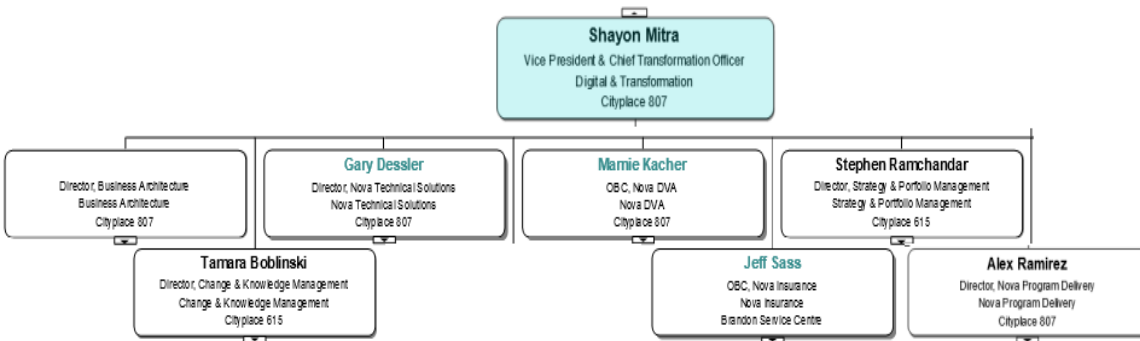 Shayon Mitra
Vice President & Chief Transformation Officer
Digital & Transformation
Cityplace 807
Director, Business Architecture
Business Architecture
Cityplace 807
Gary Dessler
Director, Nova Technical Solutions
Nova Technical Solutions
Cityplace 807
Marnie Kacher
OBC, Nova DVA
Nova DVA
Cityplace 807
Stephen Ramchandar
Director, Strategy & Porfolio Management
Strategy & Portfolio Management
Cityplace 615
Tamara Boblinski
Director, Change & Knowledge Management
Change & Knowledge Management
Cityplace 615
Jeff Sass
OBC, Nova Insurance
Nova Insurance
Brandon Service Centre
Alex Ramirez
Director, Nova Program Delivery
Nova Program Delivery
Cityplace 807